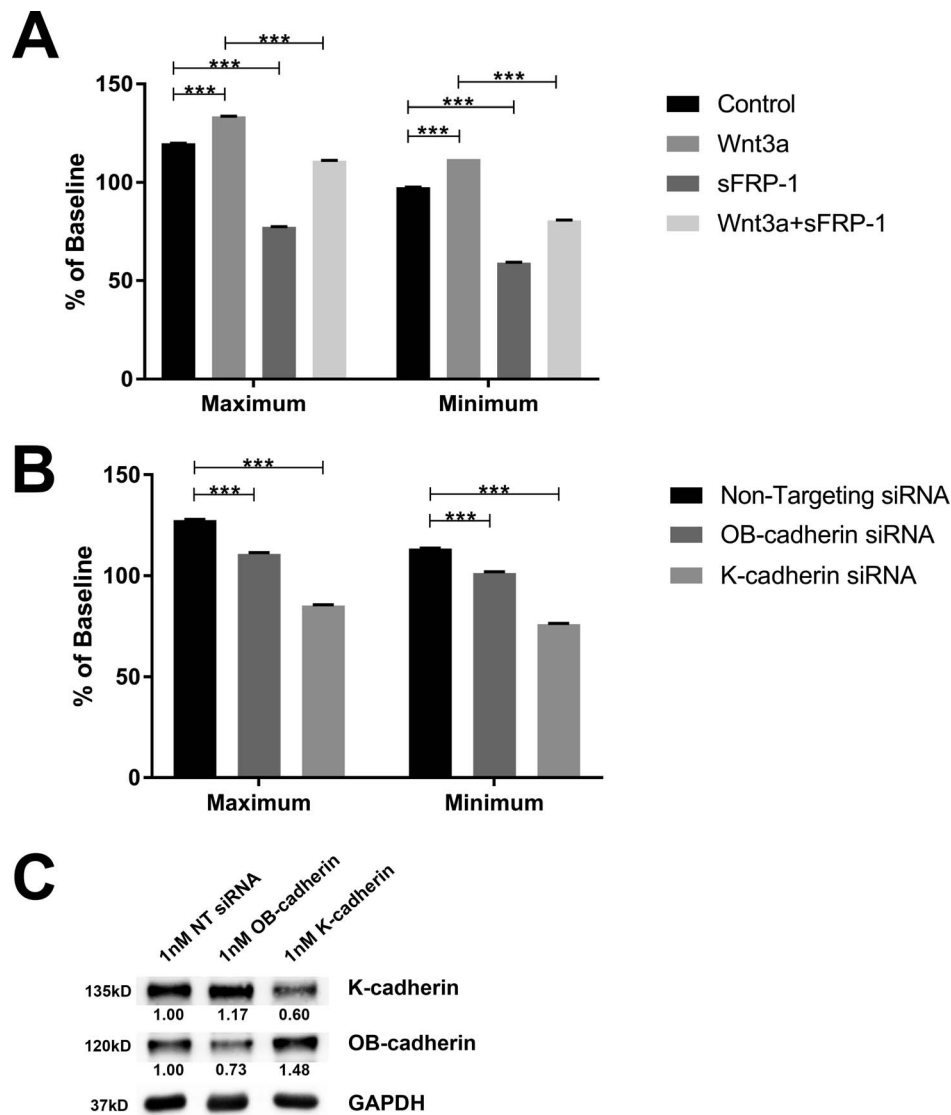 A
*** ***
*** ***
*** ***
150
100
50
0
% of Baseline
Maximum Minimum
Control
Wnt3a
sFRP-1
Wnt3a+sFRP-1
B
*** ***
*** ***
150
100
50
0
% of Baseline
Maximum Minimum
Non-Targeting siRNA
OB-cadherin siRNA
K-cadherin siRNA
C
1nM NT siRNA
1nM OB-cadherin
1nM K-cadherin
135kD K-cadherin
1.00 1.17 0.60
120kD OB-cadherin
1.00 0.73 1.48
37kD GAPDH